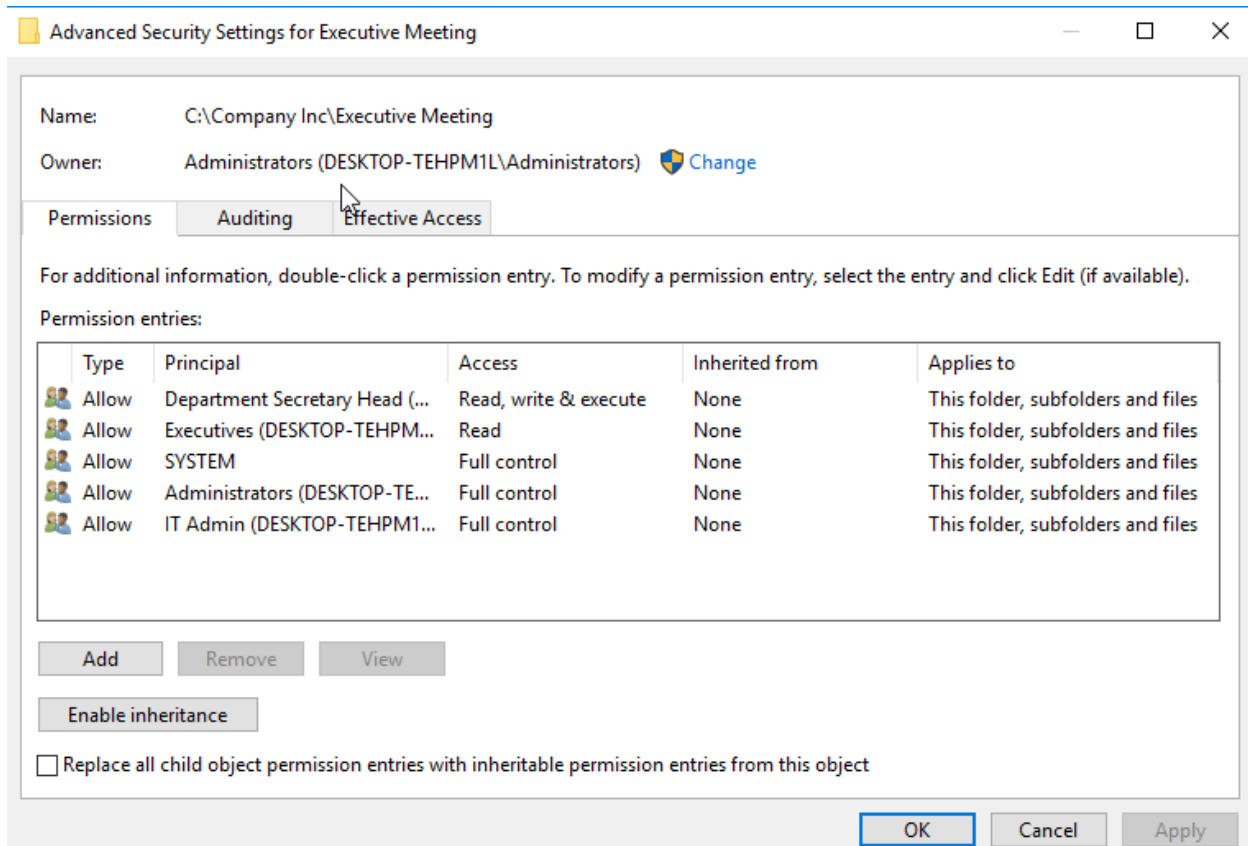 Advanced Security Settings for Executive Meeting
Name: C:\Company Inc\Executive Meeting
Owner: Administrators (DESKTOP-TEHPM1L\Administrators) Change
Permissions Auditing Effective Access
For additional information, double-click a permission entry. To modify a permission entry, select the entry and click Edit (if available).
Permission entries:
Type Principal Access Inherited from Applies to
Allow Department Secretary Head (... Read, write & execute None This folder, subfolders and files
Allow Executives (DESKTOP-TEHPM... Read None This folder, subfolders and files
Allow SYSTEM Full control None This folder, subfolders and files
Allow Administrators (DESKTOP-TE... Full control None This folder, subfolders and files
Allow IT Admin (DESKTOP-TEHPM1... Full control None This folder, subfolders and files
Add Remove View
Enable inheritance
Replace all child object permission entries with inheritable permission entries from this object
OK Cancel Apply